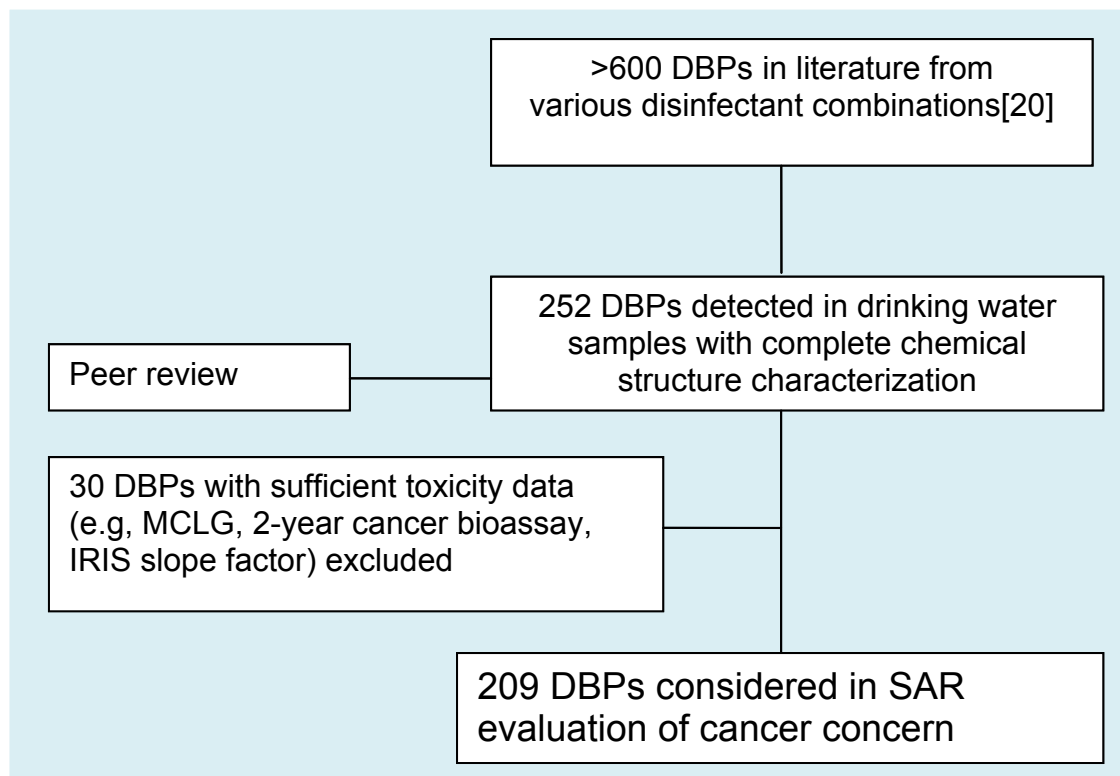 >600 DBPs in literature from
various disinfectant combinations[20]
252 DBPs detected in drinking water
samples with complete chemical
structure characterization
Peer review
30 DBPs with sufficient toxicity data
(e.g, MCLG, 2-year cancer bioassay,
IRIS slope factor) excluded
209 DBPs considered in SAR
evaluation of cancer concern